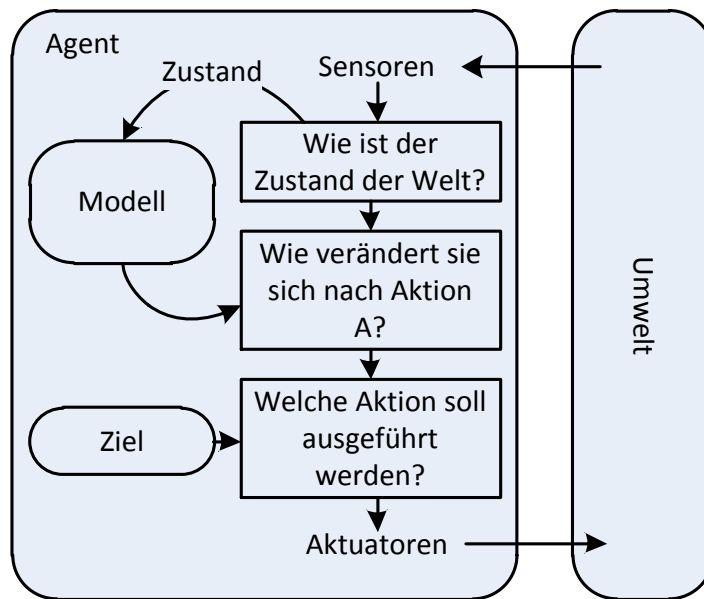 Agent
Zustand
Sensoren
Wie ist der
Zustand der Welt?
Modell
Wie verändert sie
sich nach Aktion
A?
Umwelt
Welche Aktion soll
ausgeführt
werden?
Ziel
Aktuatoren